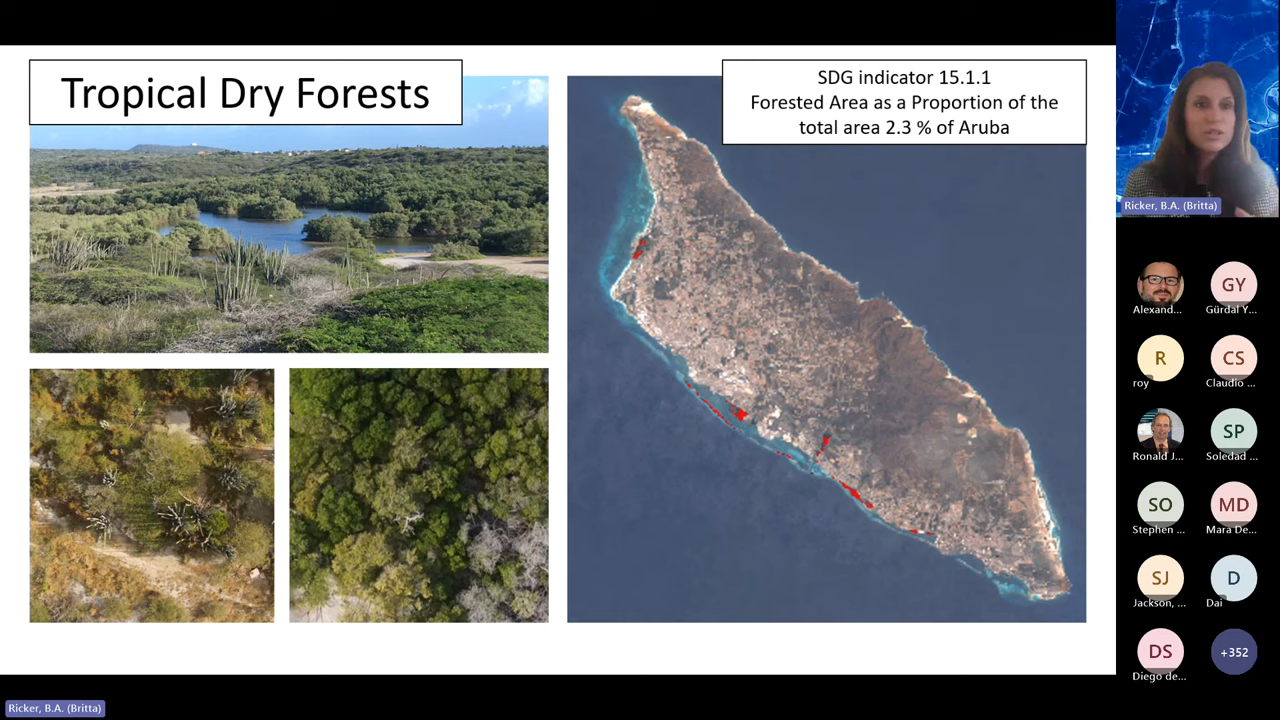 Tropical Dry Forests
SDG indicator 15.1.1
Forested Area as a Proportion of the
total area 2.3 % of Aruba
Ricker, B.A. (Britta)
Alexand...
GY
Gürdal Y...
R
roy
CS
Claudio ...
Ronald J...
SP
Soledad ...
SO
Stephen ...
MD
Mara De...
SJ
Jackson, ...
D
Dai
DS
Diego de...
+352
Ricker, B.A. (Britta)